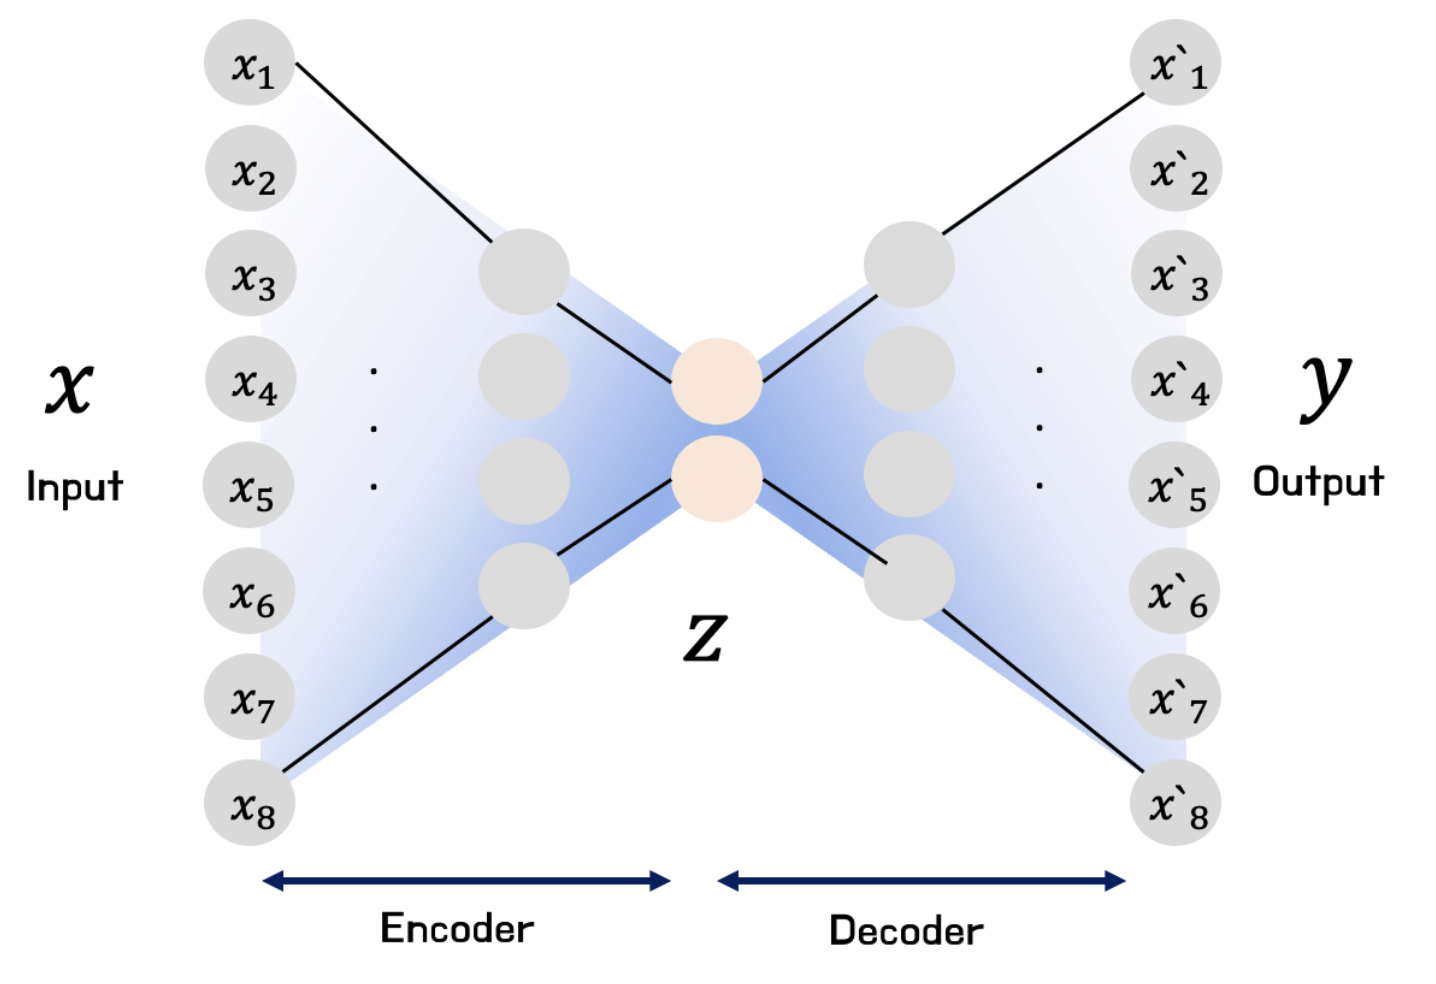 x₁
x₂
x₃
x₄
x₅
x₆
x₇
x₈
x
Input
z
x`₁
x`₂
x`₃
x`₄
x`₅
x`₆
x`₇
x`₈
y
Output
Encoder
Decoder